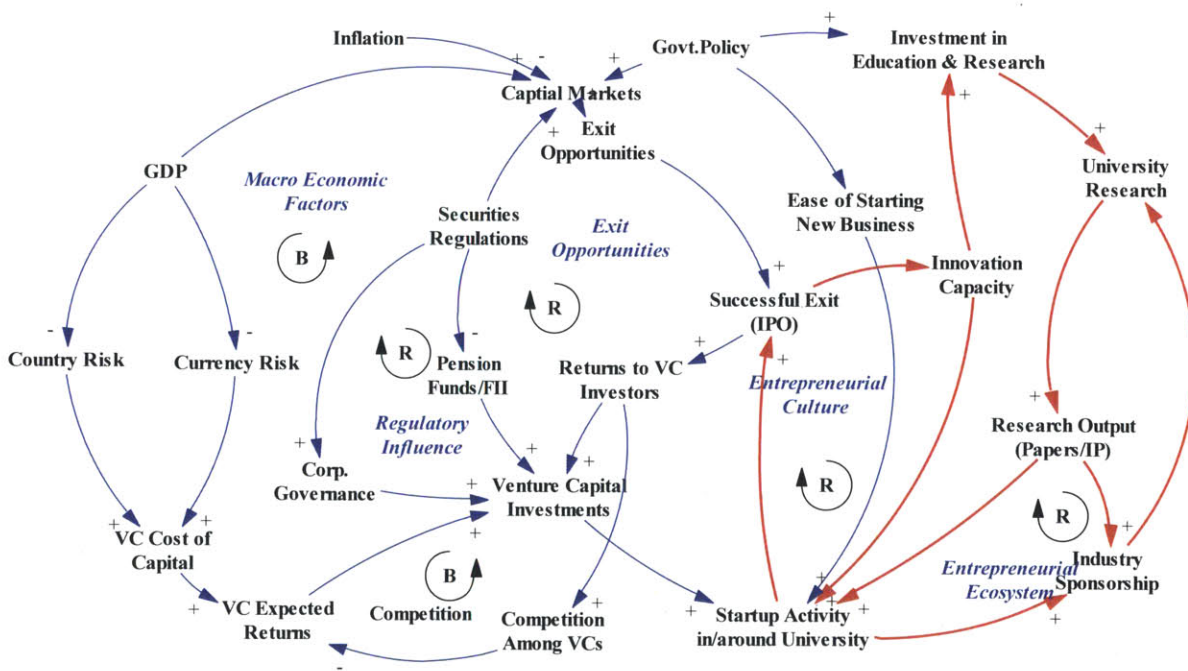 Inflation
Govt.Policy
Investment in
Education & Research
Captial Markets
Exit
Opportunities
GDP
Macro Economic
Factors
University
Research
Securities
Regulations
Exit
Opportunities
Ease of Starting
New Business
B
Innovation
Capacity
Successful Exit
(IPO)
R
Country Risk
Currency Risk
R
Pension
Funds/FII
Returns to VC
Investors
Entrepreneurial
Culture
Regulatory
Influence
Research Output
(Papers/IP)
Corp.
Governance
Venture Capital
Investments
R
R
VC Cost of
Capital
B
Competition
Entrepreneurial
Ecosystem
Industry
Sponsorship
VC Expected
Returns
Competition
Among VCs
Startup Activity
in/around University